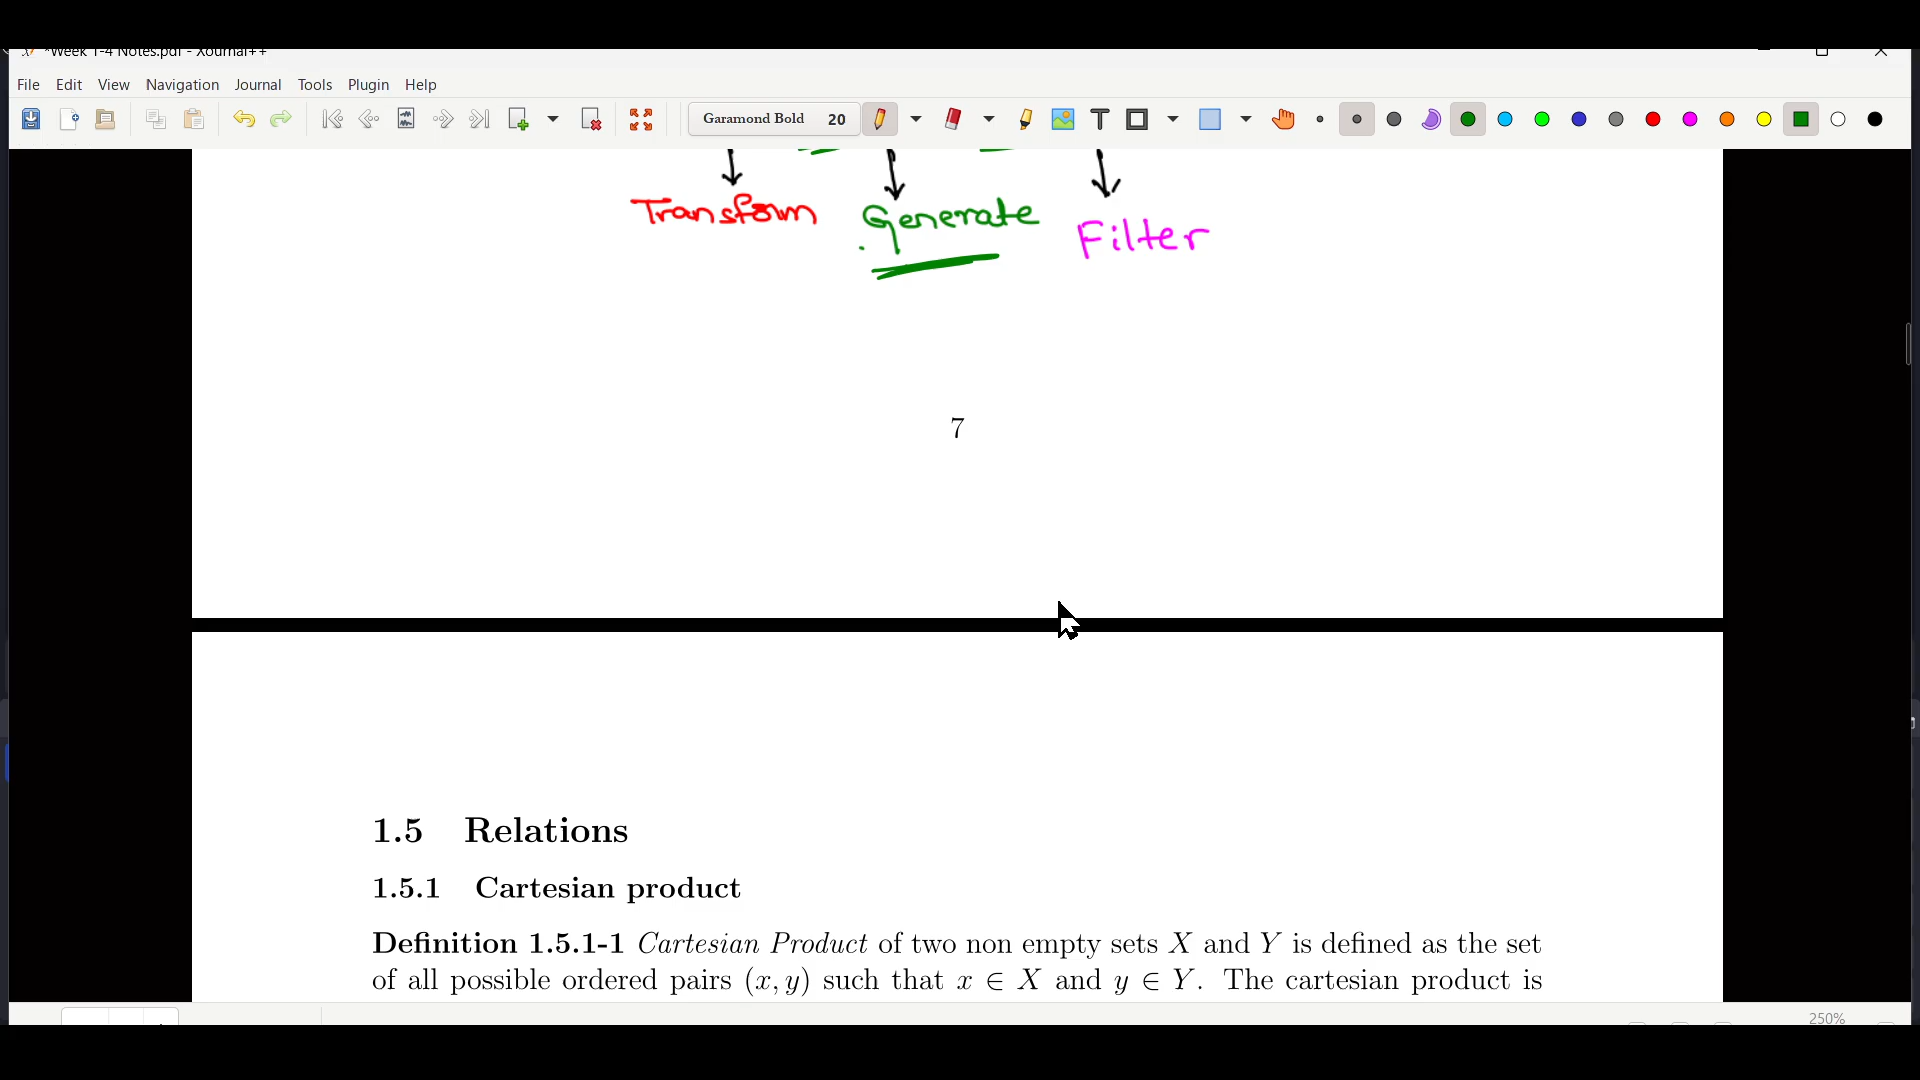 *Week 1-4 Notes.pdf - Xournal++
File Edit View Navigation Journal Tools Plugin Help
Garamond Bold 20
Transform Generate Filter
7
1.5 Relations
1.5.1 Cartesian product
Definition 1.5.1-1 Cartesian Product of two non empty sets X and Y is defined as the set
of all possible ordered pairs (x, y) such that x ∈ X and y ∈ Y. The cartesian product is
250%